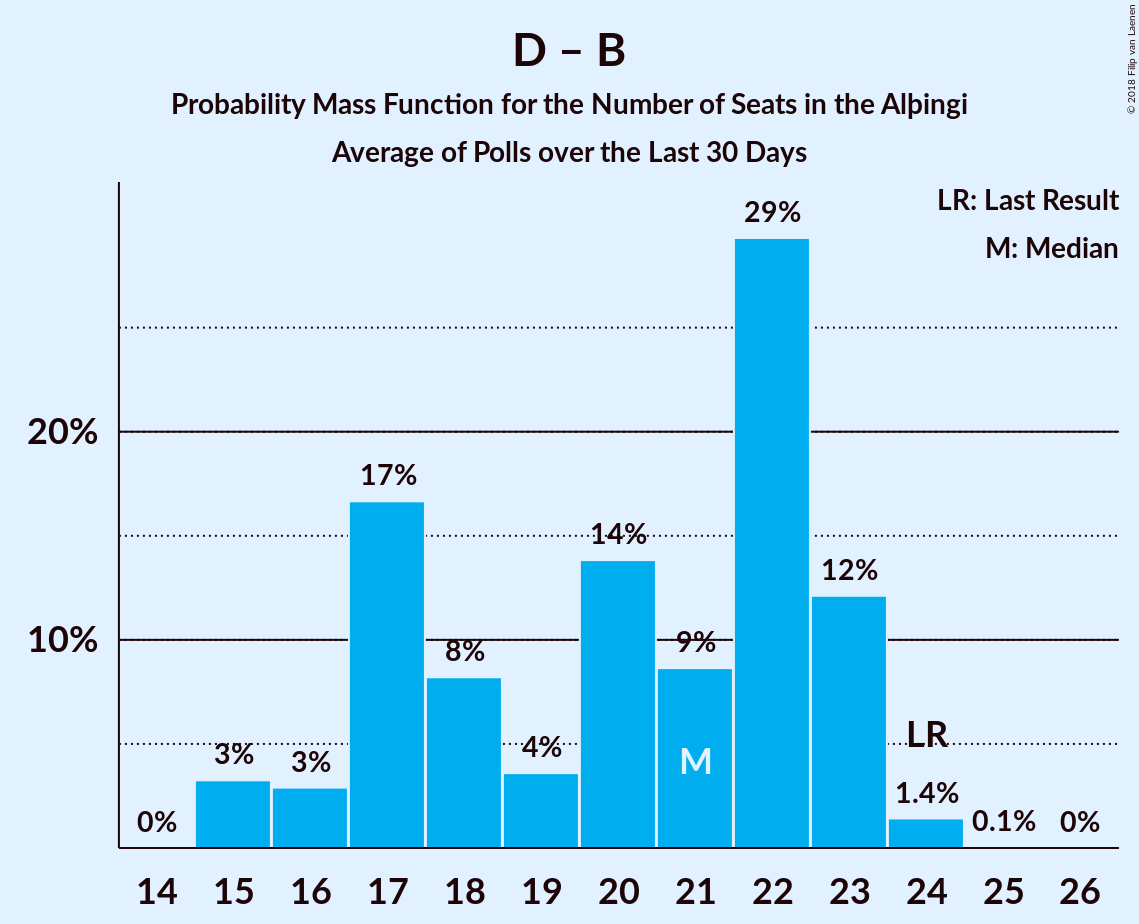 D – B
Probability Mass Function for the Number of Seats in the Alþingi
Average of Polls over the Last 30 Days
© 2018 Filip van Laenen
LR: Last Result
M: Median
29%
20%
17%
14%
12%
10%
9%
8%
LR
4%
3%
3%
M
1.4%
0%
0.1%
0%
14 15 16 17 18 19 20 21 22 23 24 25 26